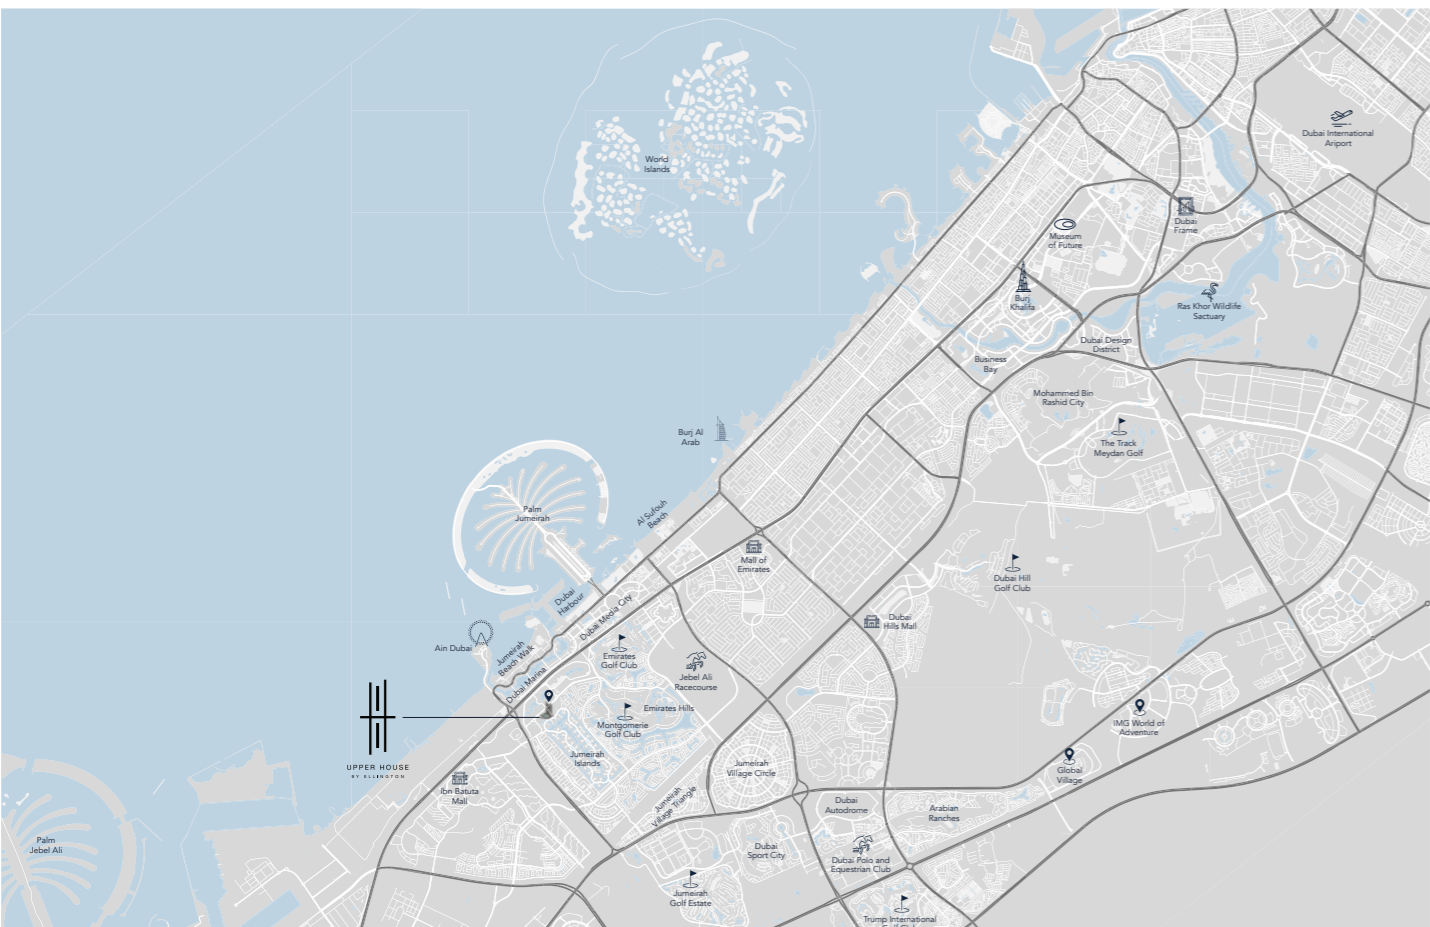 Dubai International
Ariport
World
Islands
Dubai
Frame
Museum
of Future
Burj
Khalifa
Ras Khor Wildlife
Sactuary
Dubai Design
District
Business
Bay
Mohammed Bin
Rashid City
The Track
Meydan Golf
Burj Al
Arab
Palm
Jumeirah
Al Sufouh
Beach
Mall of
Emirates
Dubai Hill
Golf Club
Dubai
Harbour
Dubai Media City
Dubai
Hills Mall
Ain Dubai
Jumeirah
Beach Walk
Emirates
Golf Club
Dubai Marina
Jebel Ali
Racecourse
Emirates Hills
Montgomerie
Golf Club
IMG World of
Adventure
Jumeirah
Islands
Jumeirah
Village Circle
Global
Village
UPPER HOUSE
BY ELLINGTON
Ibn Batuta
Mall
Jumeirah
Village Triangle
Dubai
Autodrome
Arabian
Ranches
Palm
Jebel Ali
Dubai
Sport City
Dubai Polo and
Equestrian Club
Jumeirah
Golf Estate
Trump International
Golf Club